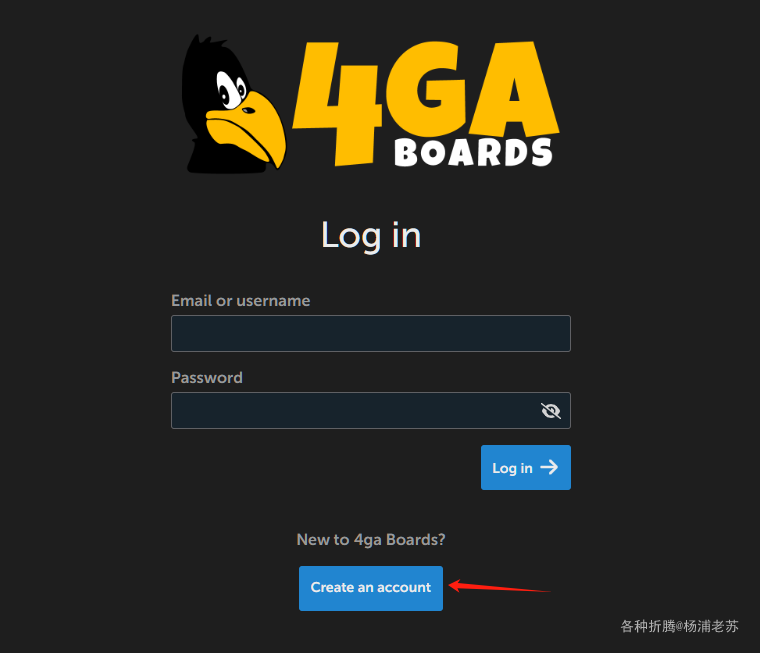 4GA
BOARDS
Log in
Email or username
Password
Log in
New to 4ga Boards?
Create an account
各种折腾@杨浦老苏